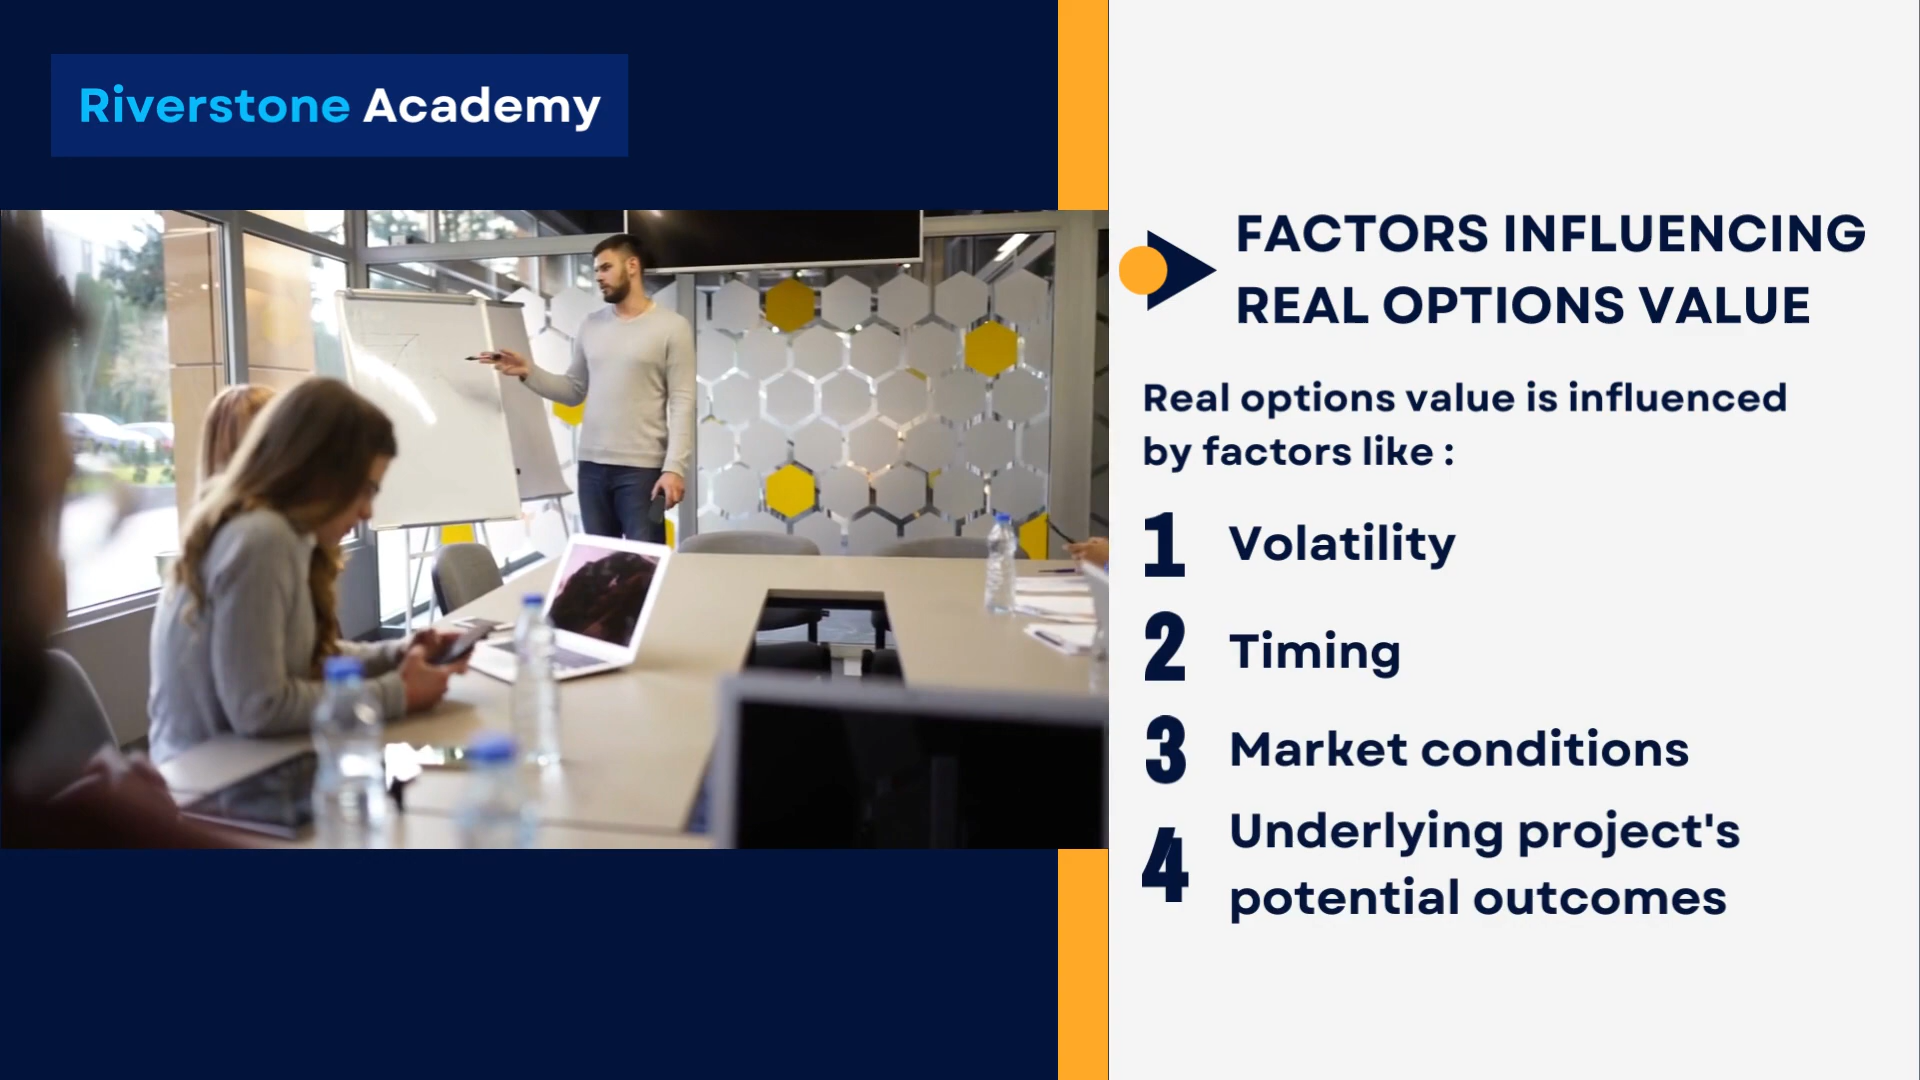 Riverstone Academy
FACTORS INFLUENCING
REAL OPTIONS VALUE
Real options value is influenced
by factors like :
1 Volatility
2 Timing
3 Market conditions
4 Underlying project's
potential outcomes